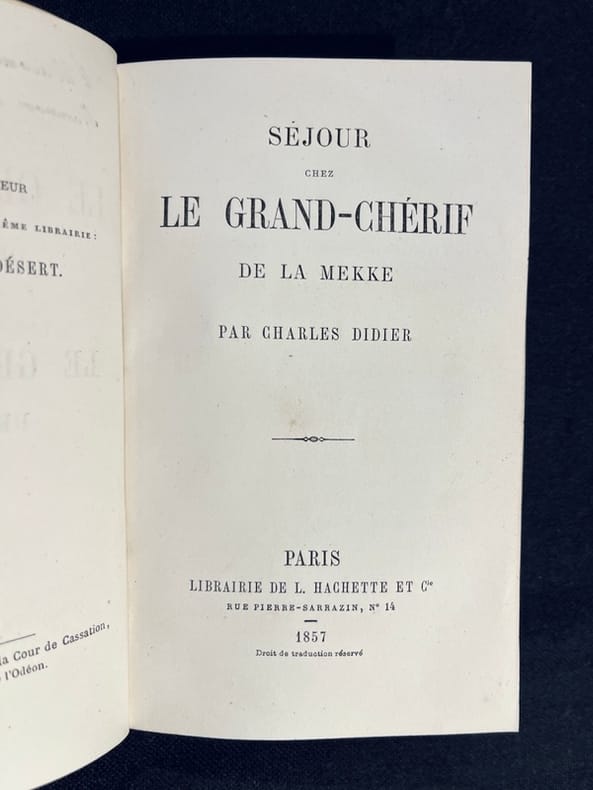 EUR
ÊME LIBRAIRIE:
DÉSERT.
la Cour de Cassation,
l'Odéon.
SÉJOUR
CHEZ
LE GRAND-CHÉRIF
DE LA MEKKE
PAR CHARLES DIDIER
PARIS
LIBRAIRIE DE L. HACHETTE ET Cie
RUE PIERRE-SARRAZIN, N° 14
1857
Droit de traduction réservé